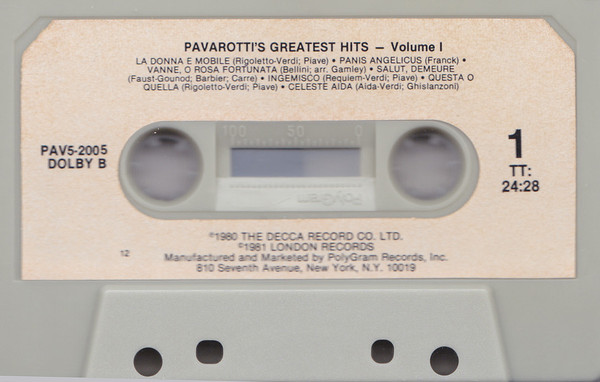 PAVAROTTI'S GREATEST HITS – Volume I
LA DONNA E MOBILE (Rigoletto-Verdi; Piave) • PANIS ANGELICUS (Franck) •
VANNE, O ROSA FORTUNATA (Bellini; arr. Gamley) • SALUT, DEMEURE
(Faust-Gounod; Barbier; Carre) • INGEMISCO (Requiem-Verdi; Piave) • QUESTA O
QUELLA (Rigoletto-Verdi; Piave) • CELESTE AIDA (Aida-Verdi; Ghislanzoni)
PAV5-2005
DOLBY B
100 50 0
PolyGram
1
TT:
24:28
℗1980 THE DECCA RECORD CO. LTD.
©1981 LONDON RECORDS
12
Manufactured and Marketed by PolyGram Records, Inc.
810 Seventh Avenue, New York, N.Y. 10019